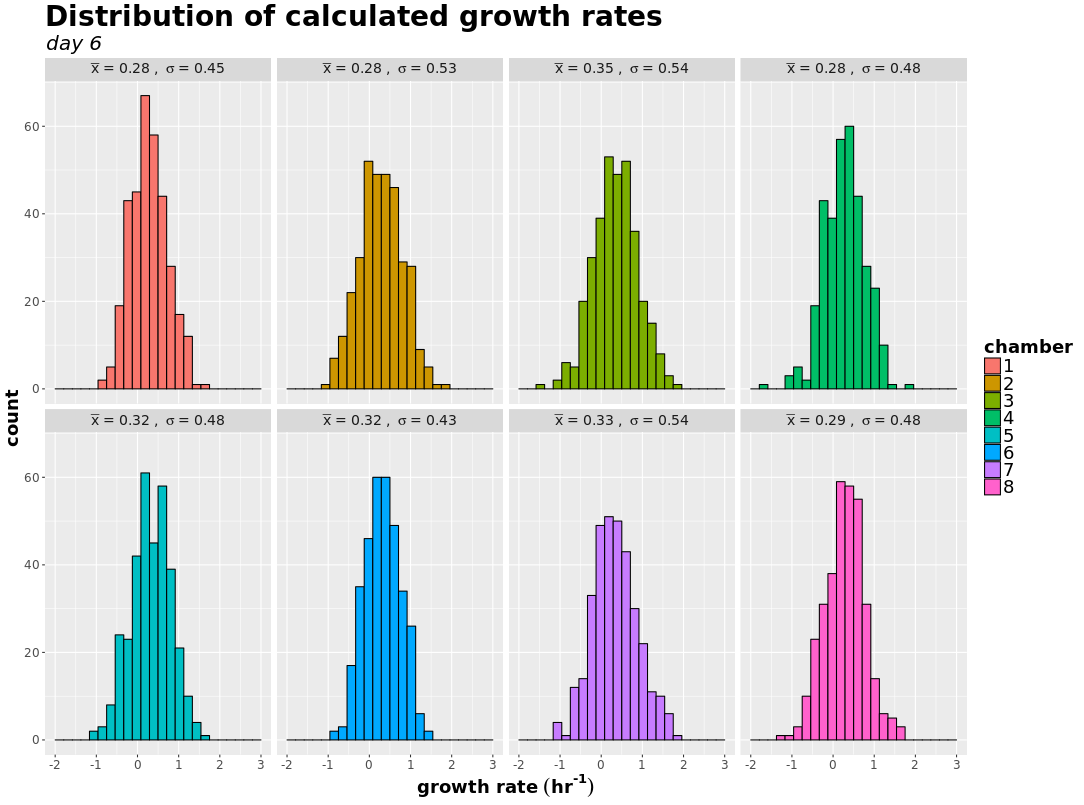 Distribution of calculated growth rates
day 6
x̅ = 0.28 , σ = 0.45
x̅ = 0.28 , σ = 0.53
x̅ = 0.35 , σ = 0.54
x̅ = 0.28 , σ = 0.48
60
40
20
0
x̅ = 0.32 , σ = 0.48
x̅ = 0.32 , σ = 0.43
x̅ = 0.33 , σ = 0.54
x̅ = 0.29 , σ = 0.48
60
40
20
0
count
-2 -1 0 1 2 3
-2 -1 0 1 2 3
-2 -1 0 1 2 3
-2 -1 0 1 2 3
growth rate (hr⁻¹)
chamber
1
2
3
4
5
6
7
8